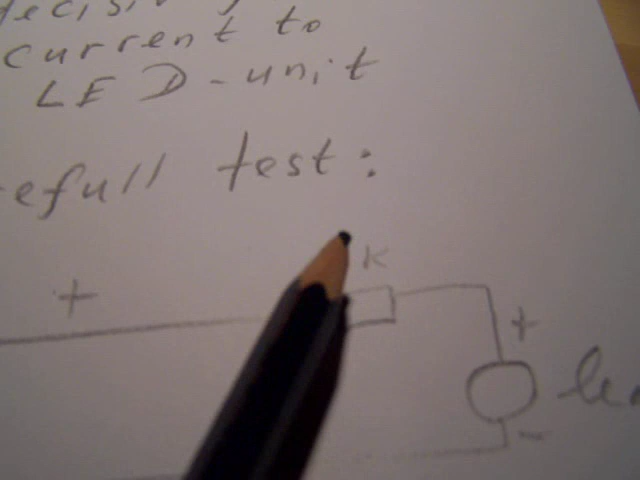 current to
LED-unit
efull test:
K
+
+
-